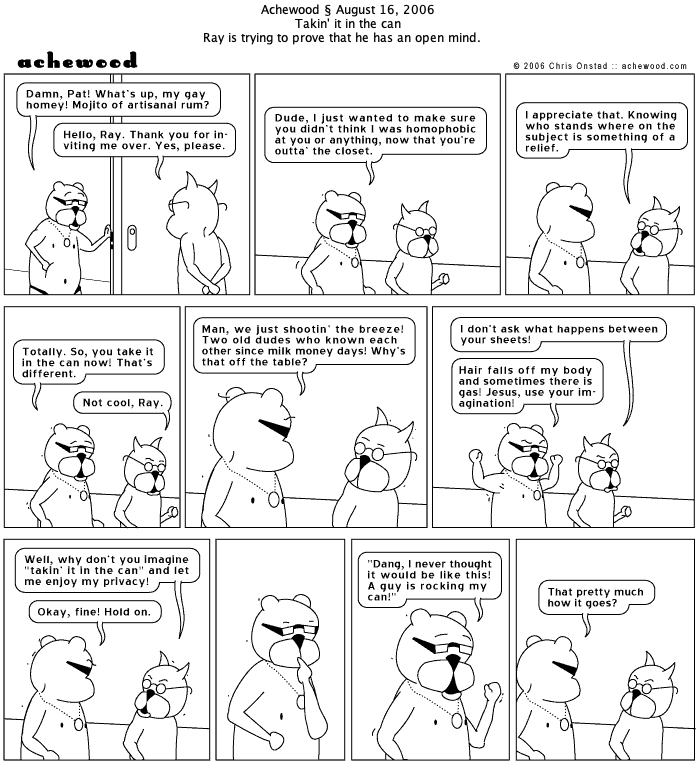 Achewood § August 16, 2006
Takin' it in the can
Ray is trying to prove that he has an open mind.
achewood
© 2006 Chris Onstad :: achewood.com
Damn, Pat! What's up, my gay
homey! Mojito of artisanal rum?
Hello, Ray. Thank you for in-
viting me over. Yes, please.
Dude, I just wanted to make sure
you didn't think I was homophobic
at you or anything, now that you're
outta' the closet.
I appreciate that. Knowing
who stands where on the
subject is something of a
relief.
Totally. So, you take it
in the can now! That's
different.
Not cool, Ray.
Man, we just shootin' the breeze!
Two old dudes who known each
other since milk money days! Why's
that off the table?
I don't ask what happens between
your sheets!
Hair falls off my body
and sometimes there is
gas! Jesus, use your im-
agination!
Well, why don't you imagine
"takin' it in the can" and let
me enjoy my privacy!
Okay, fine! Hold on.
"Dang, I never thought
it would be like this!
A guy is rocking my
can!"
That pretty much
how it goes?